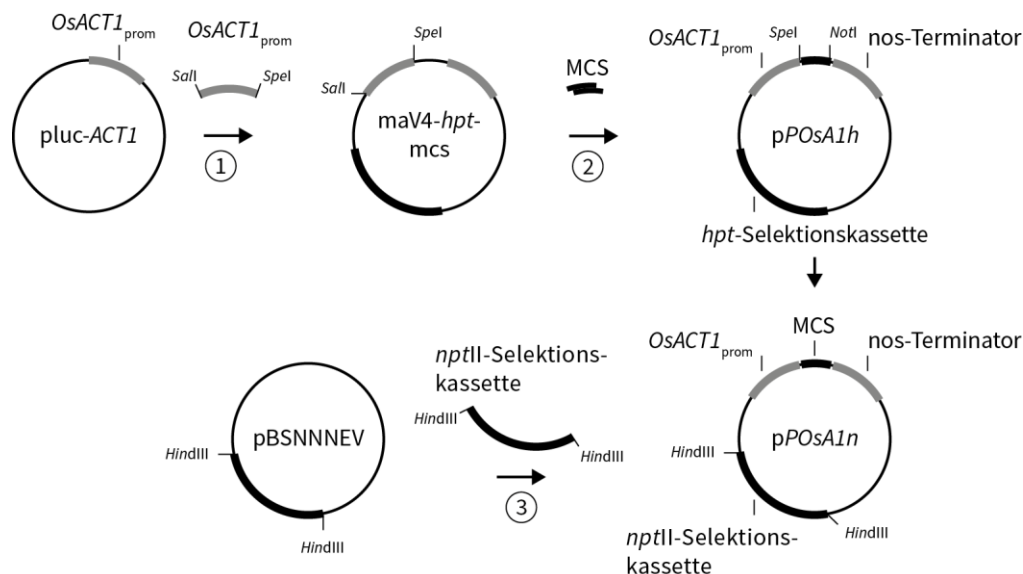 OsACT1prom
OsACT1prom
SalI
SpeI
pluc-ACT1
1
SpeI
SalI
maV4-hpt-
mcs
MCS
2
OsACT1prom
SpeI
NotI
nos-Terminator
pPOsA1h
hpt-Selektionskassette
MCS
OsACT1prom
nos-Terminator
nptII-Selektions-
kassette
HindIII
HindIII
pBSNNNEV
HindIII
HindIII
3
pPOsA1n
HindIII
HindIII
nptII-Selektions-
kassette